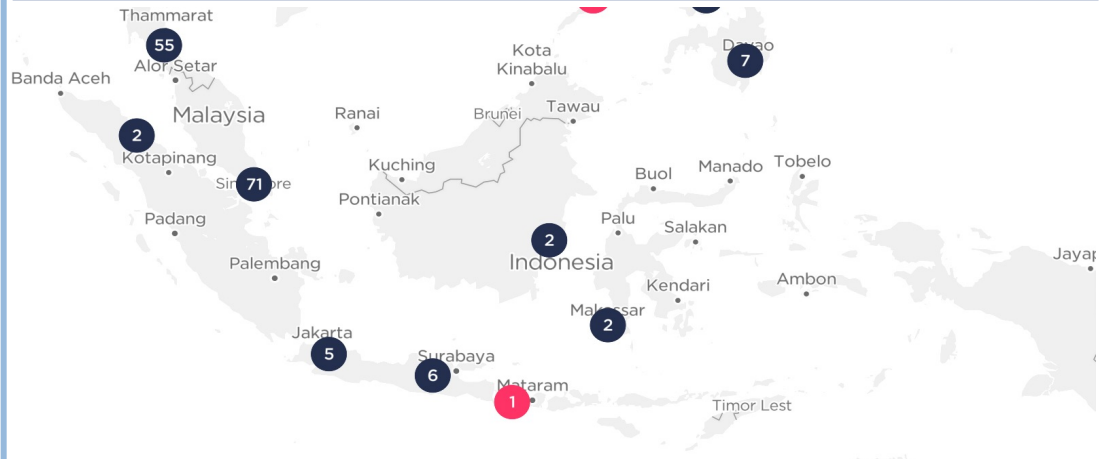 Thammarat
55
Alor Setar
Banda Aceh
Malaysia
2
Kotapinang
71
Padang
Palembang
Jakarta
5
Surabaya
6
Mataram
1
Kota
Kinabalu
Ranai
Brunei
Tawau
Kuching
Pontianak
2
Indonesia
Buol
Manado
Tobelo
Palu
Salakan
Kendari
Ambon
2
7
Timor Lest
Jayap